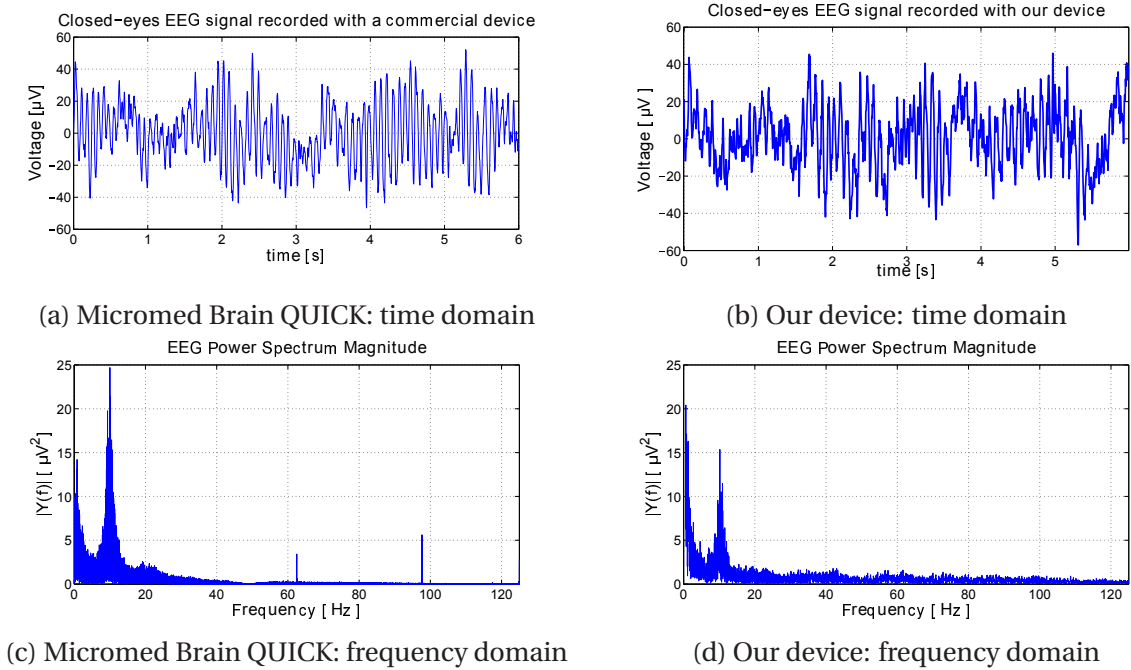 Closed-eyes EEG signal recorded with a commercial device
60
40
20
0
−20
−40
−60
Voltage [µV]
0 1 2 3 4 5 6
time [s]
(a) Micromed Brain QUICK: time domain
Closed-eyes EEG signal recorded with our device
60
40
20
0
−20
−40
−60
Voltage [ µV ]
0 1 2 3 4 5
time [s]
(b) Our device: time domain
EEG Power Spectrum Magnitude
25
20
15
10
5
0
|Y(f)| [ µV²]
0 20 40 60 80 100 120
Frequency [ Hz ]
(c) Micromed Brain QUICK: frequency domain
EEG Power Spectrum Magnitude
25
20
15
10
5
0
|Y(f)| [ µV²]
0 20 40 60 80 100 120
Frequency [ Hz ]
(d) Our device: frequency domain